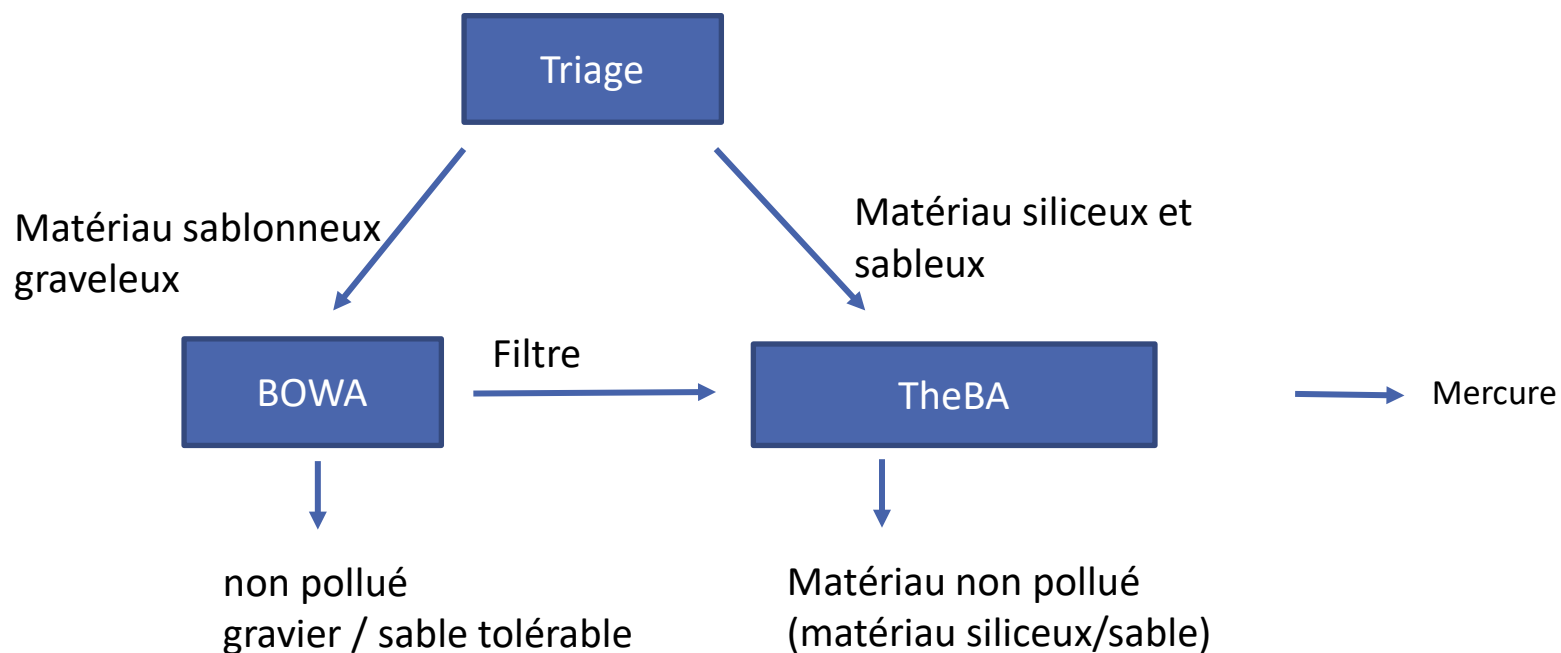 Triage
Matériau sablonneux
graveleux
Matériau siliceux et
sableux
BOWA
Filtre
TheBA
Mercure
non pollué
gravier / sable tolérable
Matériau non pollué
(matériau siliceux/sable)